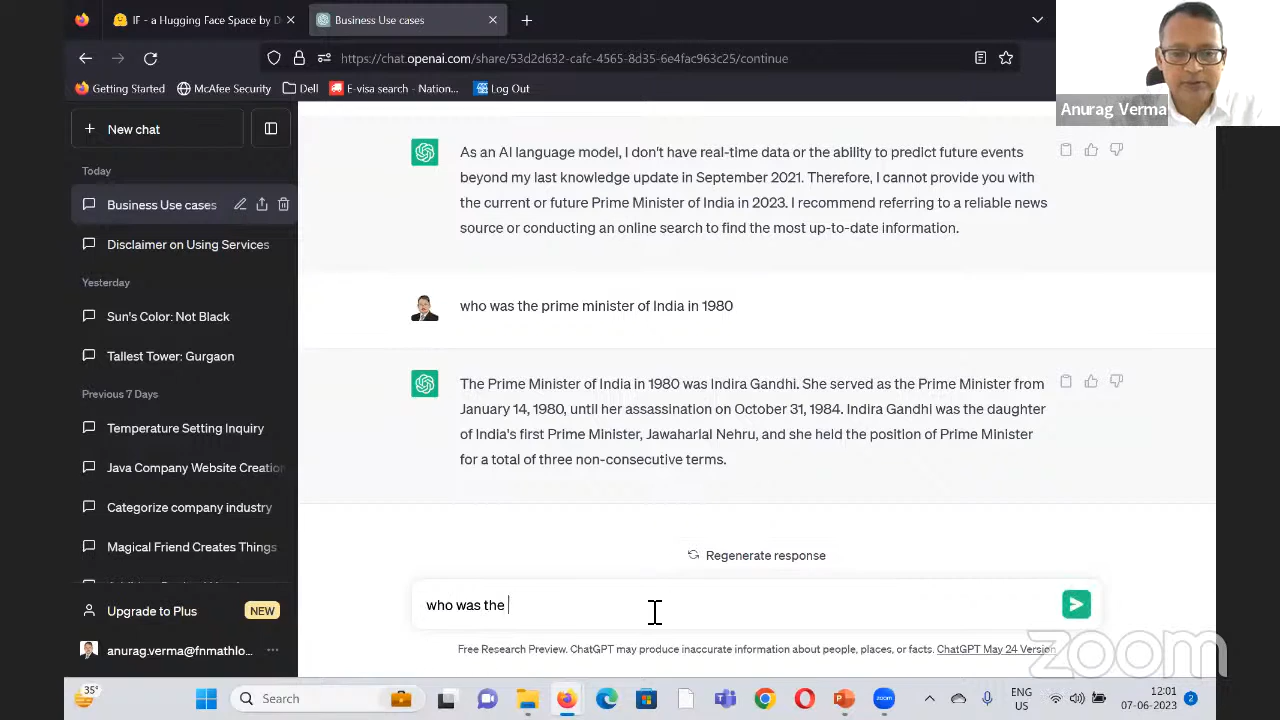 IF - a Hugging Face Space by D
Business Use cases
https://chat.openai.com/share/53d2d632-cafc-4565-8d35-6e4fac963c25/continue
Getting Started
McAfee Security
Dell
E-visa search - Nation...
Log Out
Anurag Verma
New chat
Today
Business Use cases
Disclaimer on Using Services
Yesterday
Sun's Color: Not Black
Tallest Tower: Gurgaon
Previous 7 Days
Temperature Setting Inquiry
Java Company Website Creation
Categorize company industry
Magical Friend Creates Things
Upgrade to Plus
NEW
anurag.verma@fnmathlo...
As an AI language model, I don't have real-time data or the ability to predict future events
beyond my last knowledge update in September 2021. Therefore, I cannot provide you with
the current or future Prime Minister of India in 2023. I recommend referring to a reliable news
source or conducting an online search to find the most up-to-date information.
who was the prime minister of India in 1980
The Prime Minister of India in 1980 was Indira Gandhi. She served as the Prime Minister from
January 14, 1980, until her assassination on October 31, 1984. Indira Gandhi was the daughter
of India's first Prime Minister, Jawaharlal Nehru, and she held the position of Prime Minister
for a total of three non-consecutive terms.
Regenerate response
who was the
Free Research Preview. ChatGPT may produce inaccurate information about people, places, or facts. ChatGPT May 24 Version
zoom
35°
Search
zoom
ENG
US
12:01
07-06-2023
2